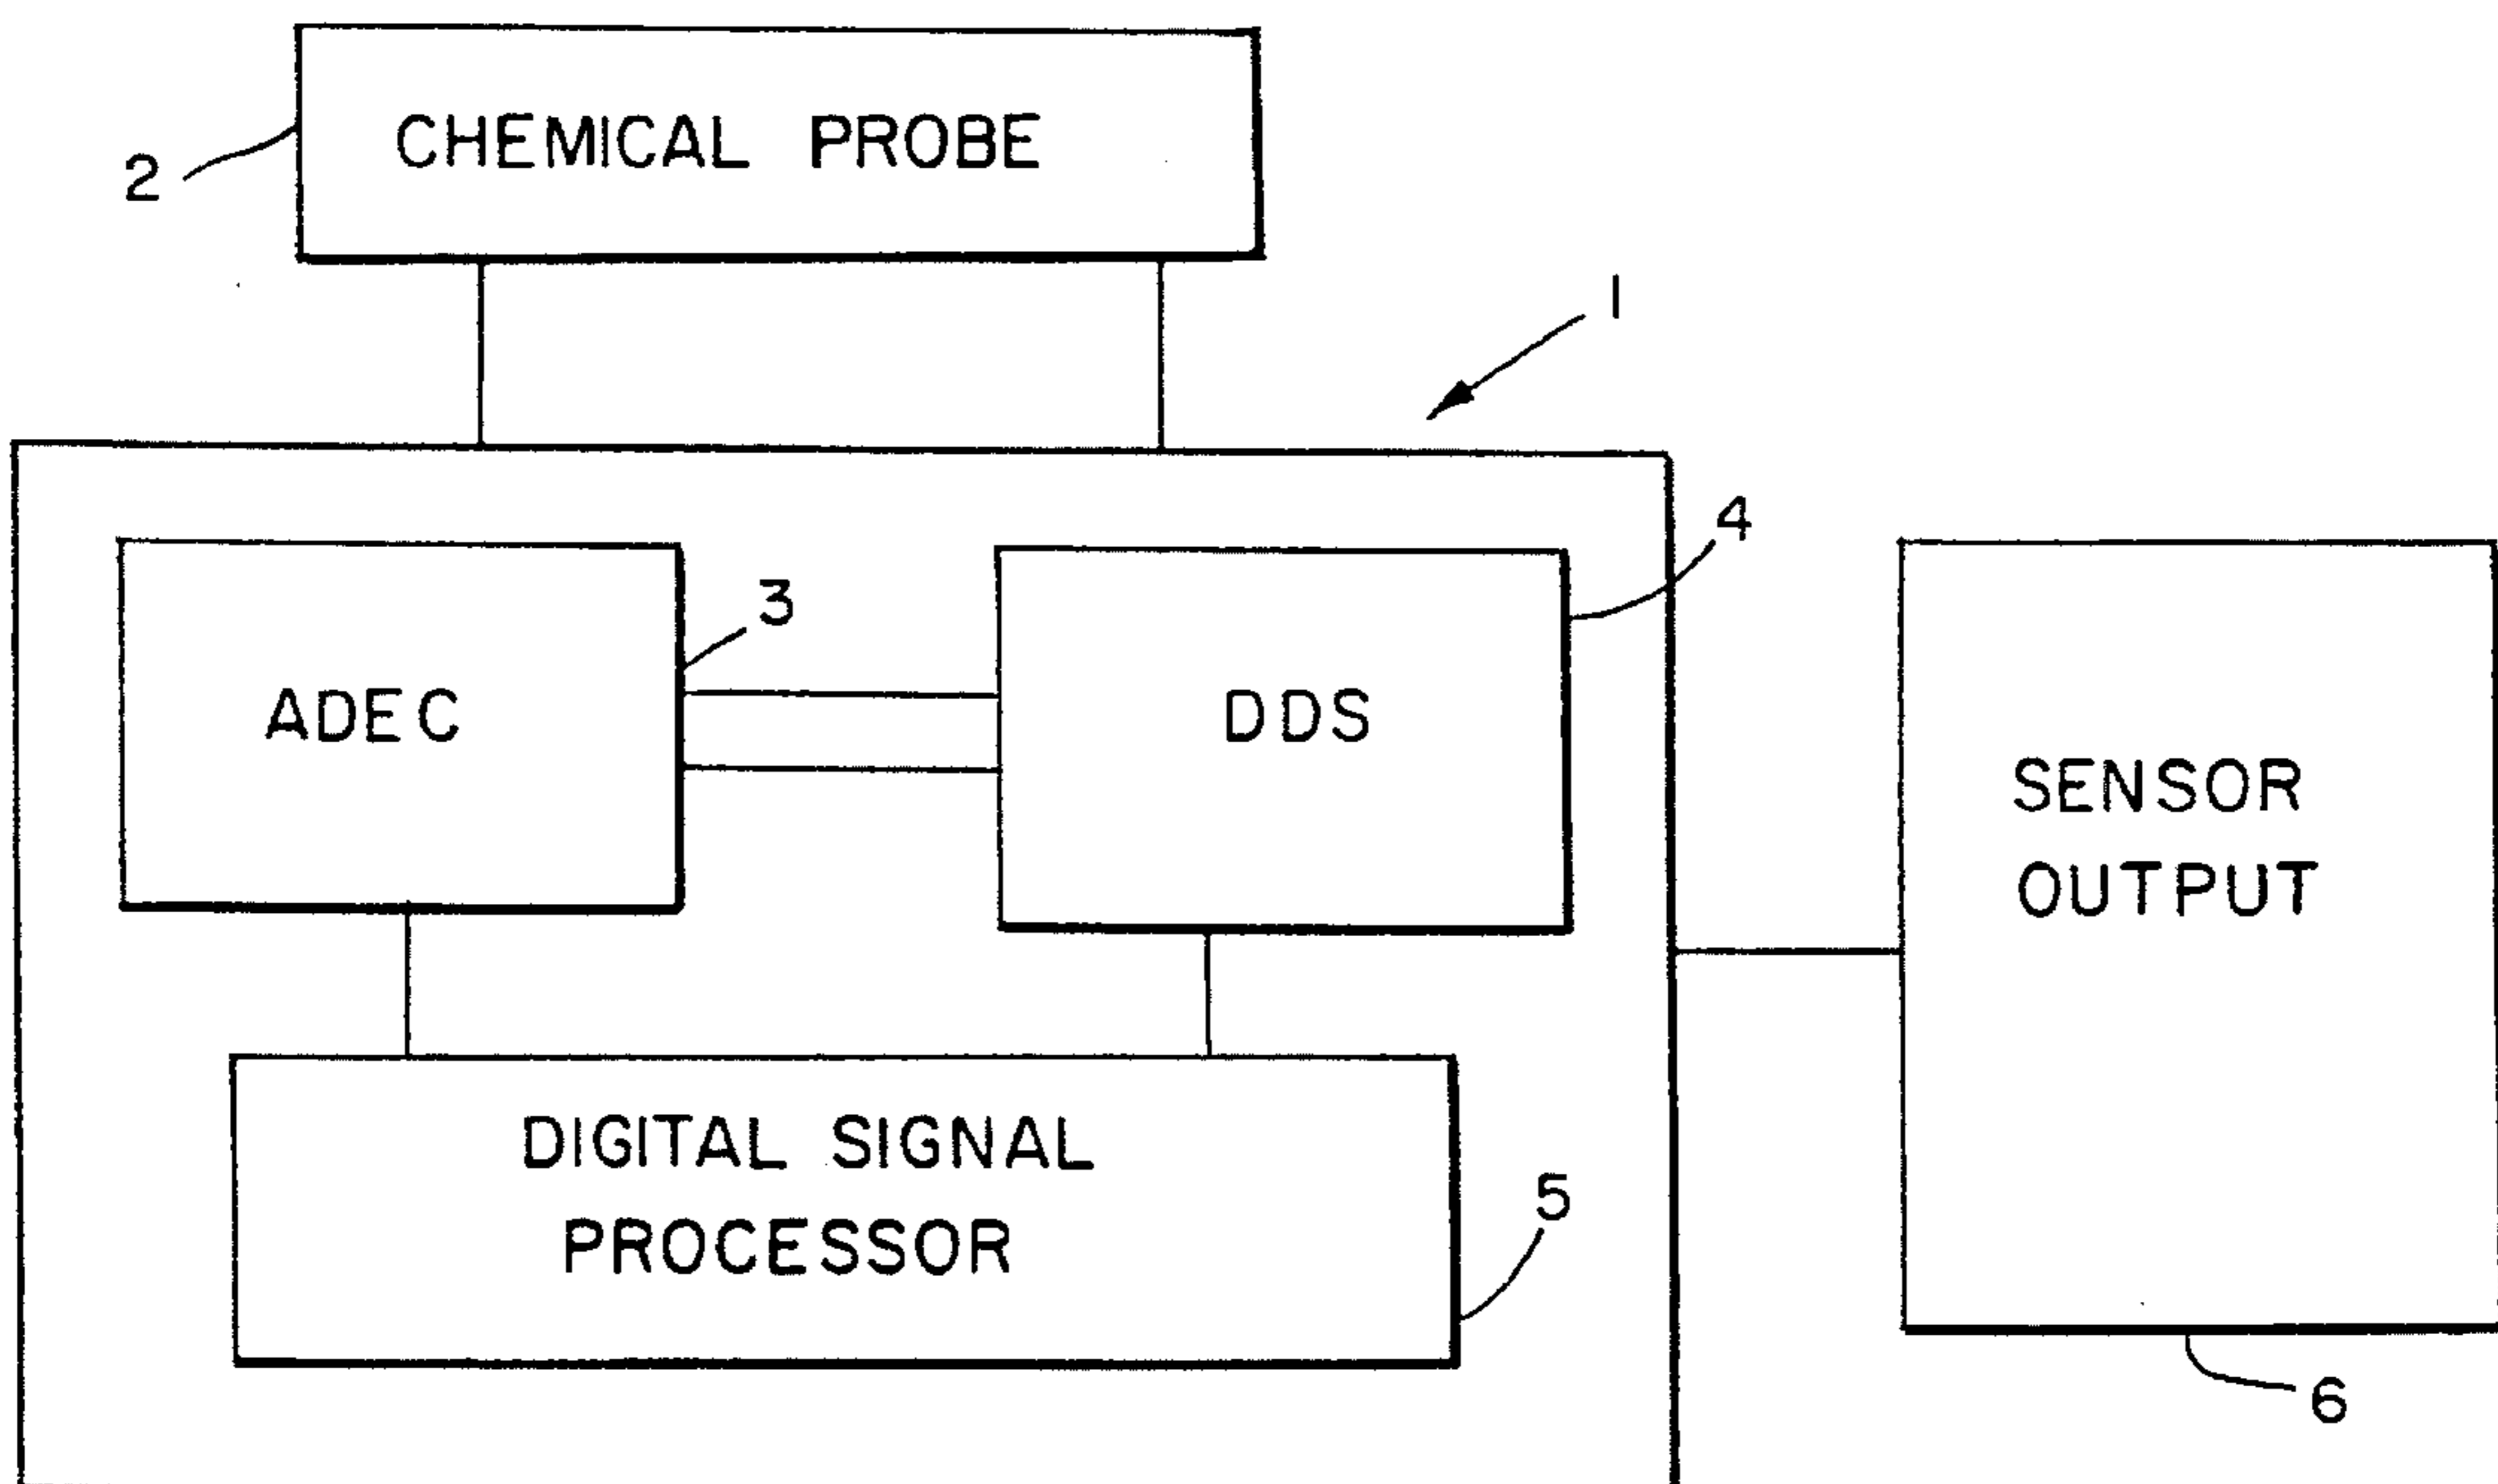 CHEMICAL PROBE
2
1
4
3
ADEC
DDS
SENSOR
OUTPUT
DIGITAL SIGNAL
PROCESSOR
5
6